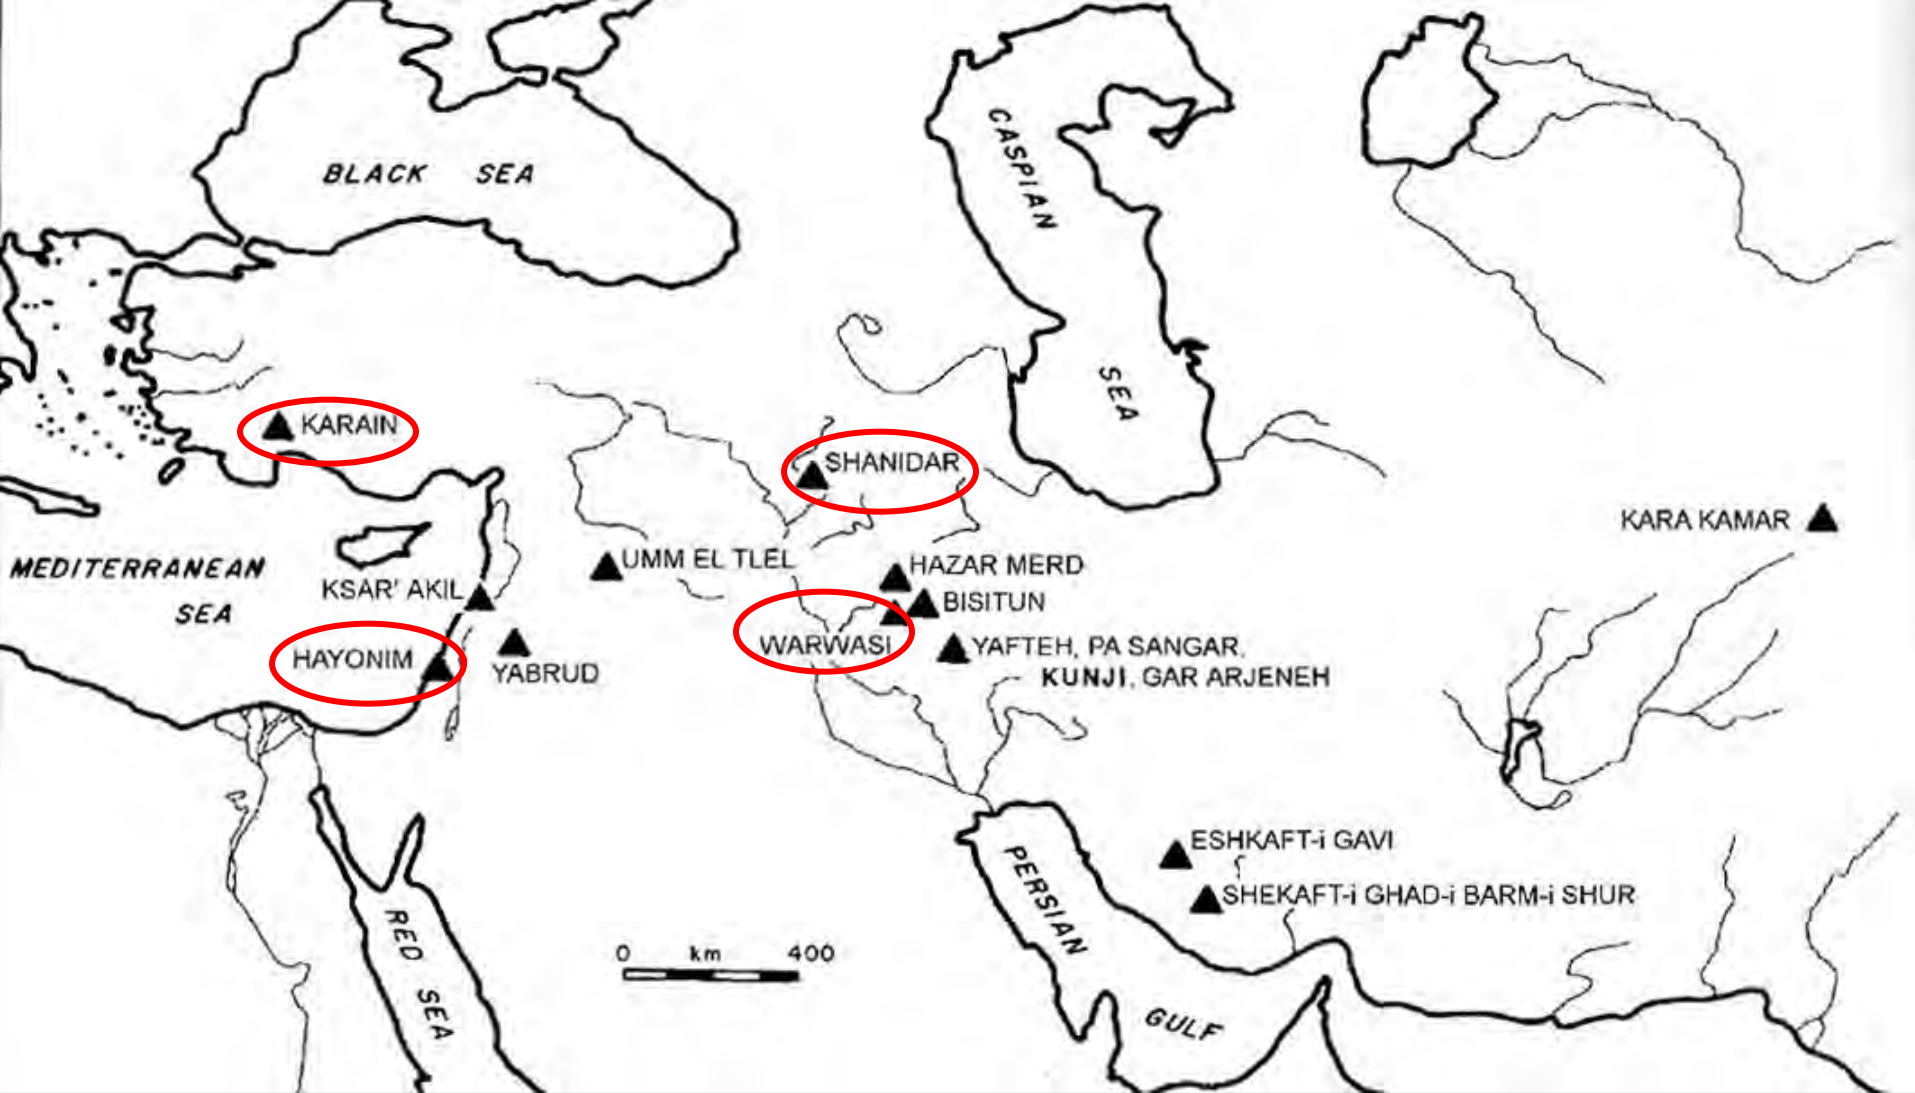 BLACK SEA
CASPIAN
SEA
KARAIN
SHANIDAR
KARA KAMAR
MEDITERRANEAN
SEA
KSAR' AKIL
UMM EL TLEL
HAZAR MERD
BISITUN
HAYONIM
YABRUD
WARWASI
YAFTEH, PA SANGAR,
KUNJI, GAR ARJENEH
ESHKAFT-i GAVI
SHEKAFT-i GHAD-i BARM-i SHUR
PERSIAN
GULF
RED SEA
0 km 400